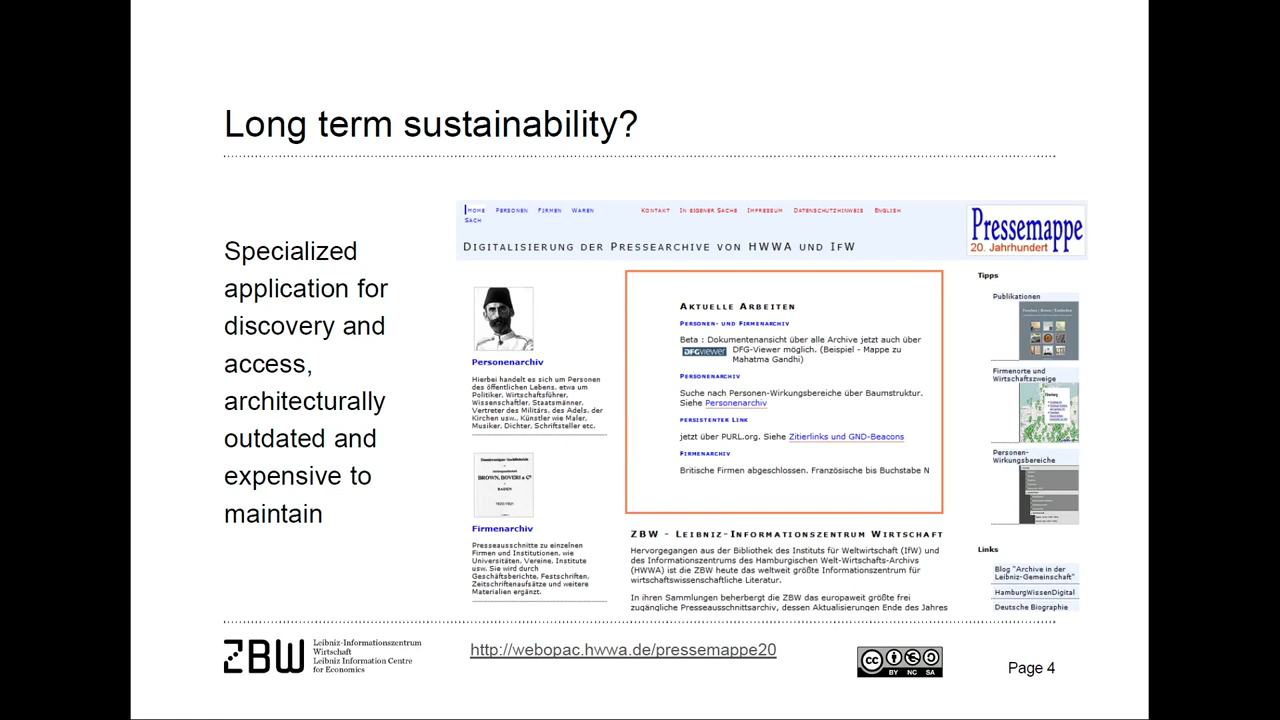 Long term sustainability?
Specialized
application for
discovery and
access,
architecturally
outdated and
expensive to
maintain
Home Personen Firmen Waren
Sach
Kontakt In eigener Sache Impressum Datenschutzhinweis English
Digitalisierung der Pressearchive von HWWA und IfW
Pressemappe
20. Jahrhundert
Personenarchiv
Hierbei handelt es sich um Personen
des öffentlichen Lebens, etwa um
Politiker, Wirtschaftsführer,
Wissenschaftler, Staatsmänner,
Vertreter des Militärs, des Adels, der
Kirchen usw., Künstler wie Maler,
Musiker, Dichter, Schriftsteller etc.
BROWN, BOVERI & Cie
BADEN
Firmenarchiv
Presseausschnitte zu einzelnen
Firmen und Institutionen, wie
Universitäten, Vereine, Institute
usw. Sie wird durch
Geschäftsberichte, Festschriften,
Zeitschriftenaufsätze und weitere
Materialien ergänzt.
Aktuelle Arbeiten
Personen- und Firmenarchiv
Beta : Dokumentenansicht über alle Archive jetzt auch über
DFG-Viewer DFG-Viewer möglich. (Beispiel - Mappe zu
Mahatma Gandhi)
Personenarchiv
Suche nach Personen-Wirkungsbereiche über Baumstruktur.
Siehe Personenarchiv
persistenter Link
jetzt über PURL.org. Siehe Zitierlinks und GND-Beacons
Firmenarchiv
Britische Firmen abgeschlossen. Französische bis Buchstabe N
ZBW - Leibniz-Informationszentrum Wirtschaft
Hervorgegangen aus der Bibliothek des Instituts für Weltwirtschaft (IfW) und
des Informationszentrums des Hamburgischen Welt-Wirtschafts-Archivs
(HWWA) ist die ZBW heute das weltweit größte Informationszentrum für
wirtschaftswissenschaftliche Literatur.
In ihren Sammlungen beherbergt die ZBW das europaweit größte frei
zugängliche Presseausschnittsarchiv, dessen Aktualisierungen Ende des Jahres
Tipps
Publikationen
Firmenorte und
Wirtschaftszweige
Personen-
Wirkungsbereiche
Links
Blog "Archive in der
Leibniz-Gemeinschaft"
HamburgWissenDigital
Deutsche Biographie
ZBW
Leibniz-Informationszentrum
Wirtschaft
Leibniz Information Centre
for Economics
http://webopac.hwwa.de/pressemappe20
cc BY NC SA
Page 4